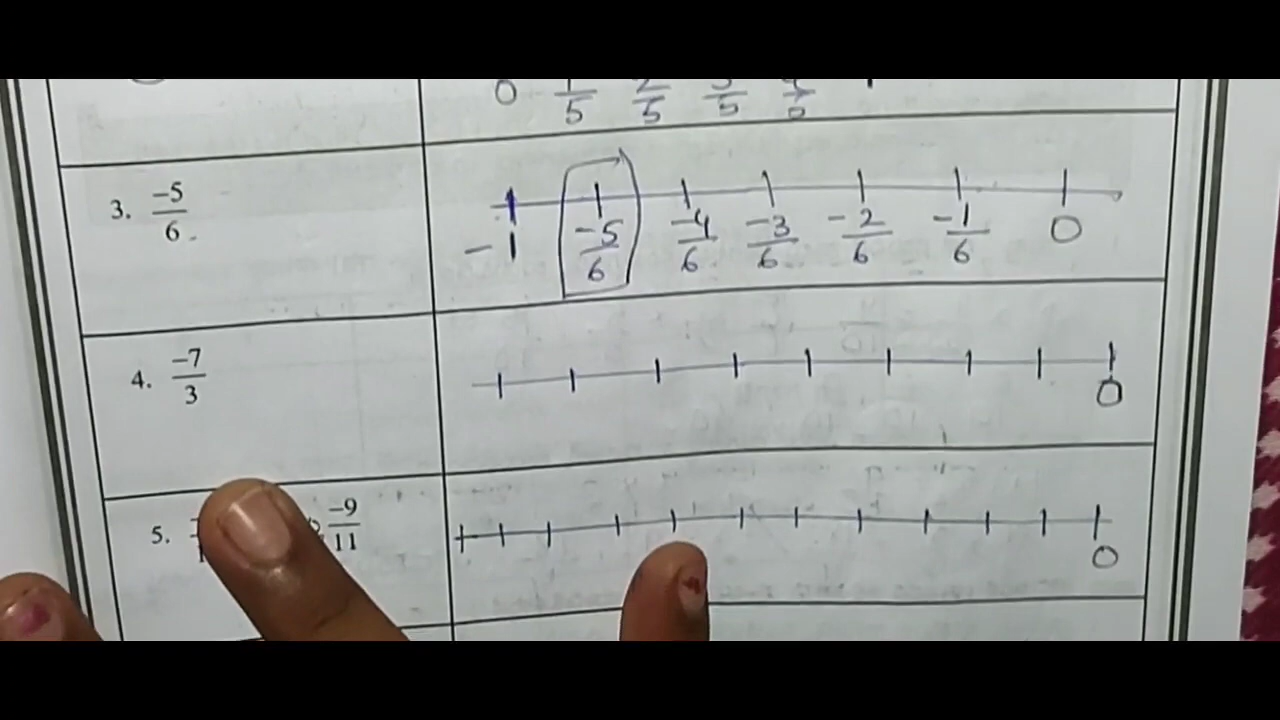 0 1/5 2/5 3/5
3. -5/6
-1 -5/6 -4/6 -3/6 -2/6 -1/6 0
4. -7/3
0
5. -9/11
0